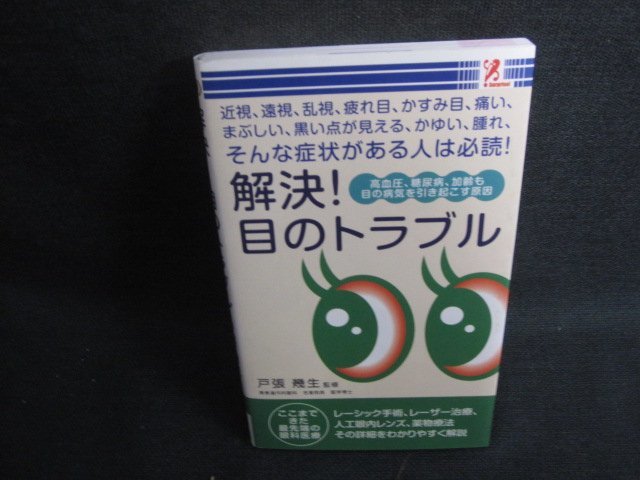 近視、遠視、乱視、疲れ目、かすみ目、痛い、
まぶしい、黒い点が見える、かゆい、腫れ、
そんな症状がある人は必読!
解決!
高血圧、糖尿病、加齢も
目の病気を引き起こす原因
目のトラブル
戸張 幾生 監修
ここまで
きた
最先端の
眼科医療
レーシック手術、レーザー治療、
人工眼内レンズ、薬物療法
その詳細をわかりやすく解説